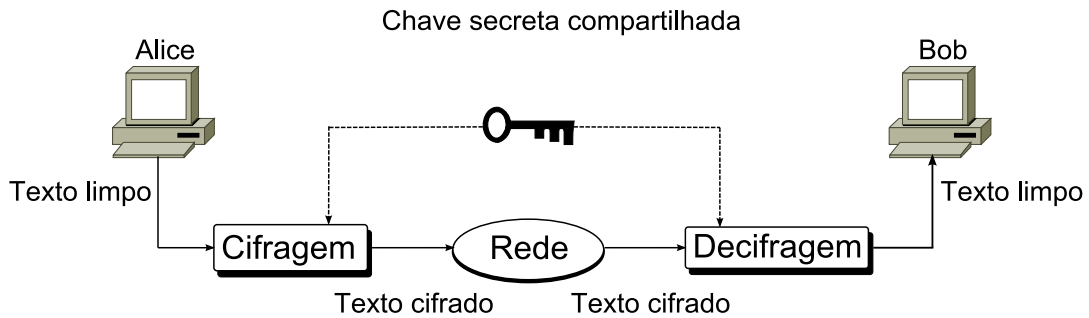 Chave secreta compartilhada
Alice
Bob
Texto limpo
Texto limpo
Cifragem
Rede
Decifragem
Texto cifrado
Texto cifrado